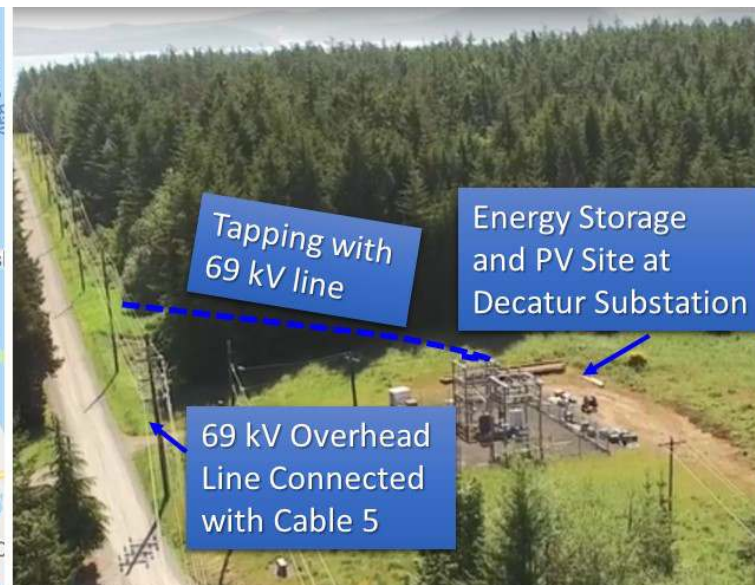 Tapping with
69 kV line
Energy Storage
and PV Site at
Decatur Substation
69 kV Overhead
Line Connected
with Cable 5